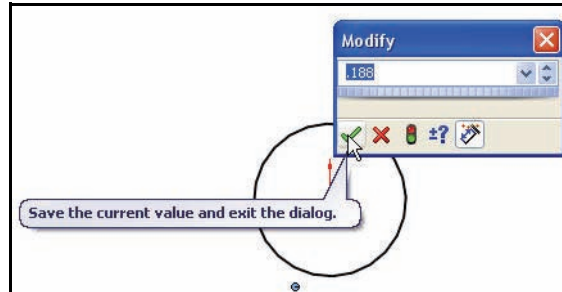 Modify
.188
±?
Save the current value and exit the dialog.